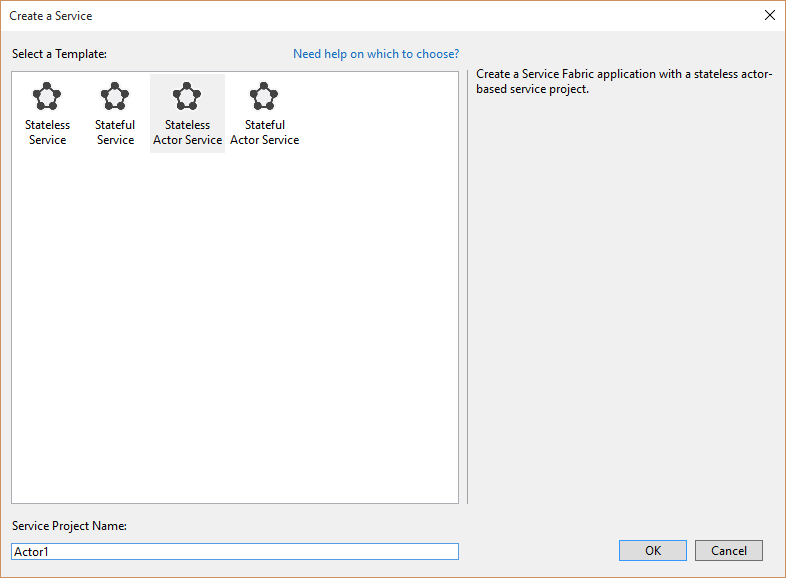 Create a Service
Select a Template:
Need help on which to choose?
Stateless
Service
Stateful
Service
Stateless
Actor Service
Stateful
Actor Service
Create a Service Fabric application with a stateless actor-
based service project.
Service Project Name:
Actor1
OK
Cancel